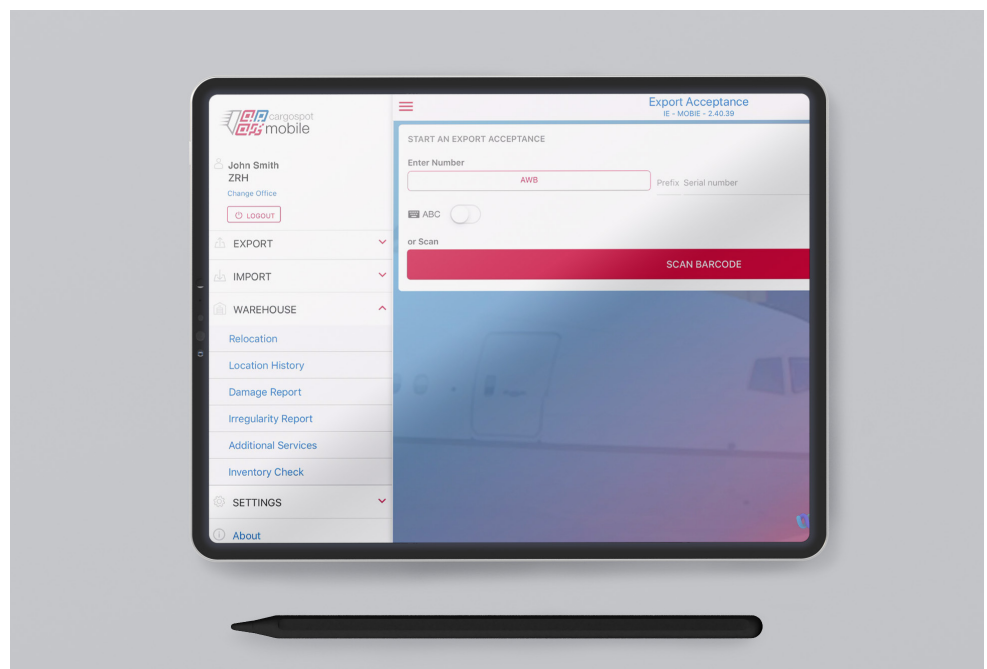 cargospot
mobile
John Smith
ZRH
Change Office
LOGOUT
EXPORT
IMPORT
WAREHOUSE
Relocation
Location History
Damage Report
Irregularity Report
Additional Services
Inventory Check
SETTINGS
About
Export Acceptance
IE - MOBIE - 2.40.39
START AN EXPORT ACCEPTANCE
Enter Number
AWB
Prefix Serial number
ABC
or Scan
SCAN BARCODE